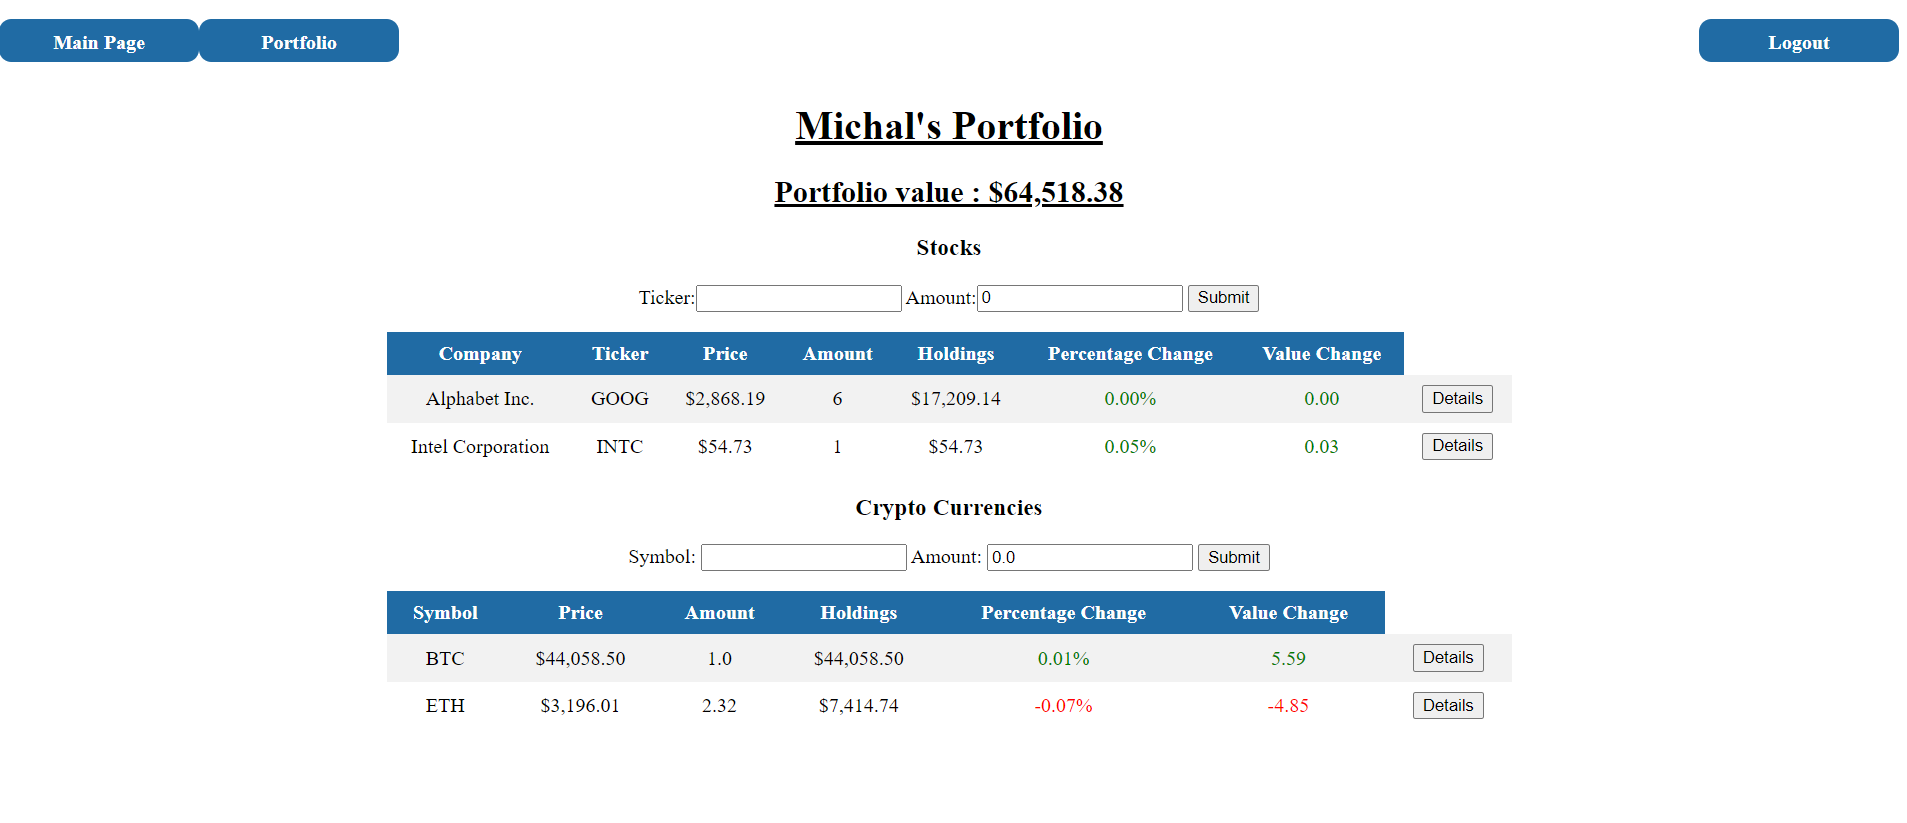 Main Page Portfolio Logout
Michal's Portfolio
Portfolio value : $64,518.38
Stocks
Ticker: Amount: 0 Submit
Company Ticker Price Amount Holdings Percentage Change Value Change
Alphabet Inc. GOOG $2,868.19 6 $17,209.14 0.00% 0.00 Details
Intel Corporation INTC $54.73 1 $54.73 0.05% 0.03 Details
Crypto Currencies
Symbol: Amount: 0.0 Submit
Symbol Price Amount Holdings Percentage Change Value Change
BTC $44,058.50 1.0 $44,058.50 0.01% 5.59 Details
ETH $3,196.01 2.32 $7,414.74 -0.07% -4.85 Details